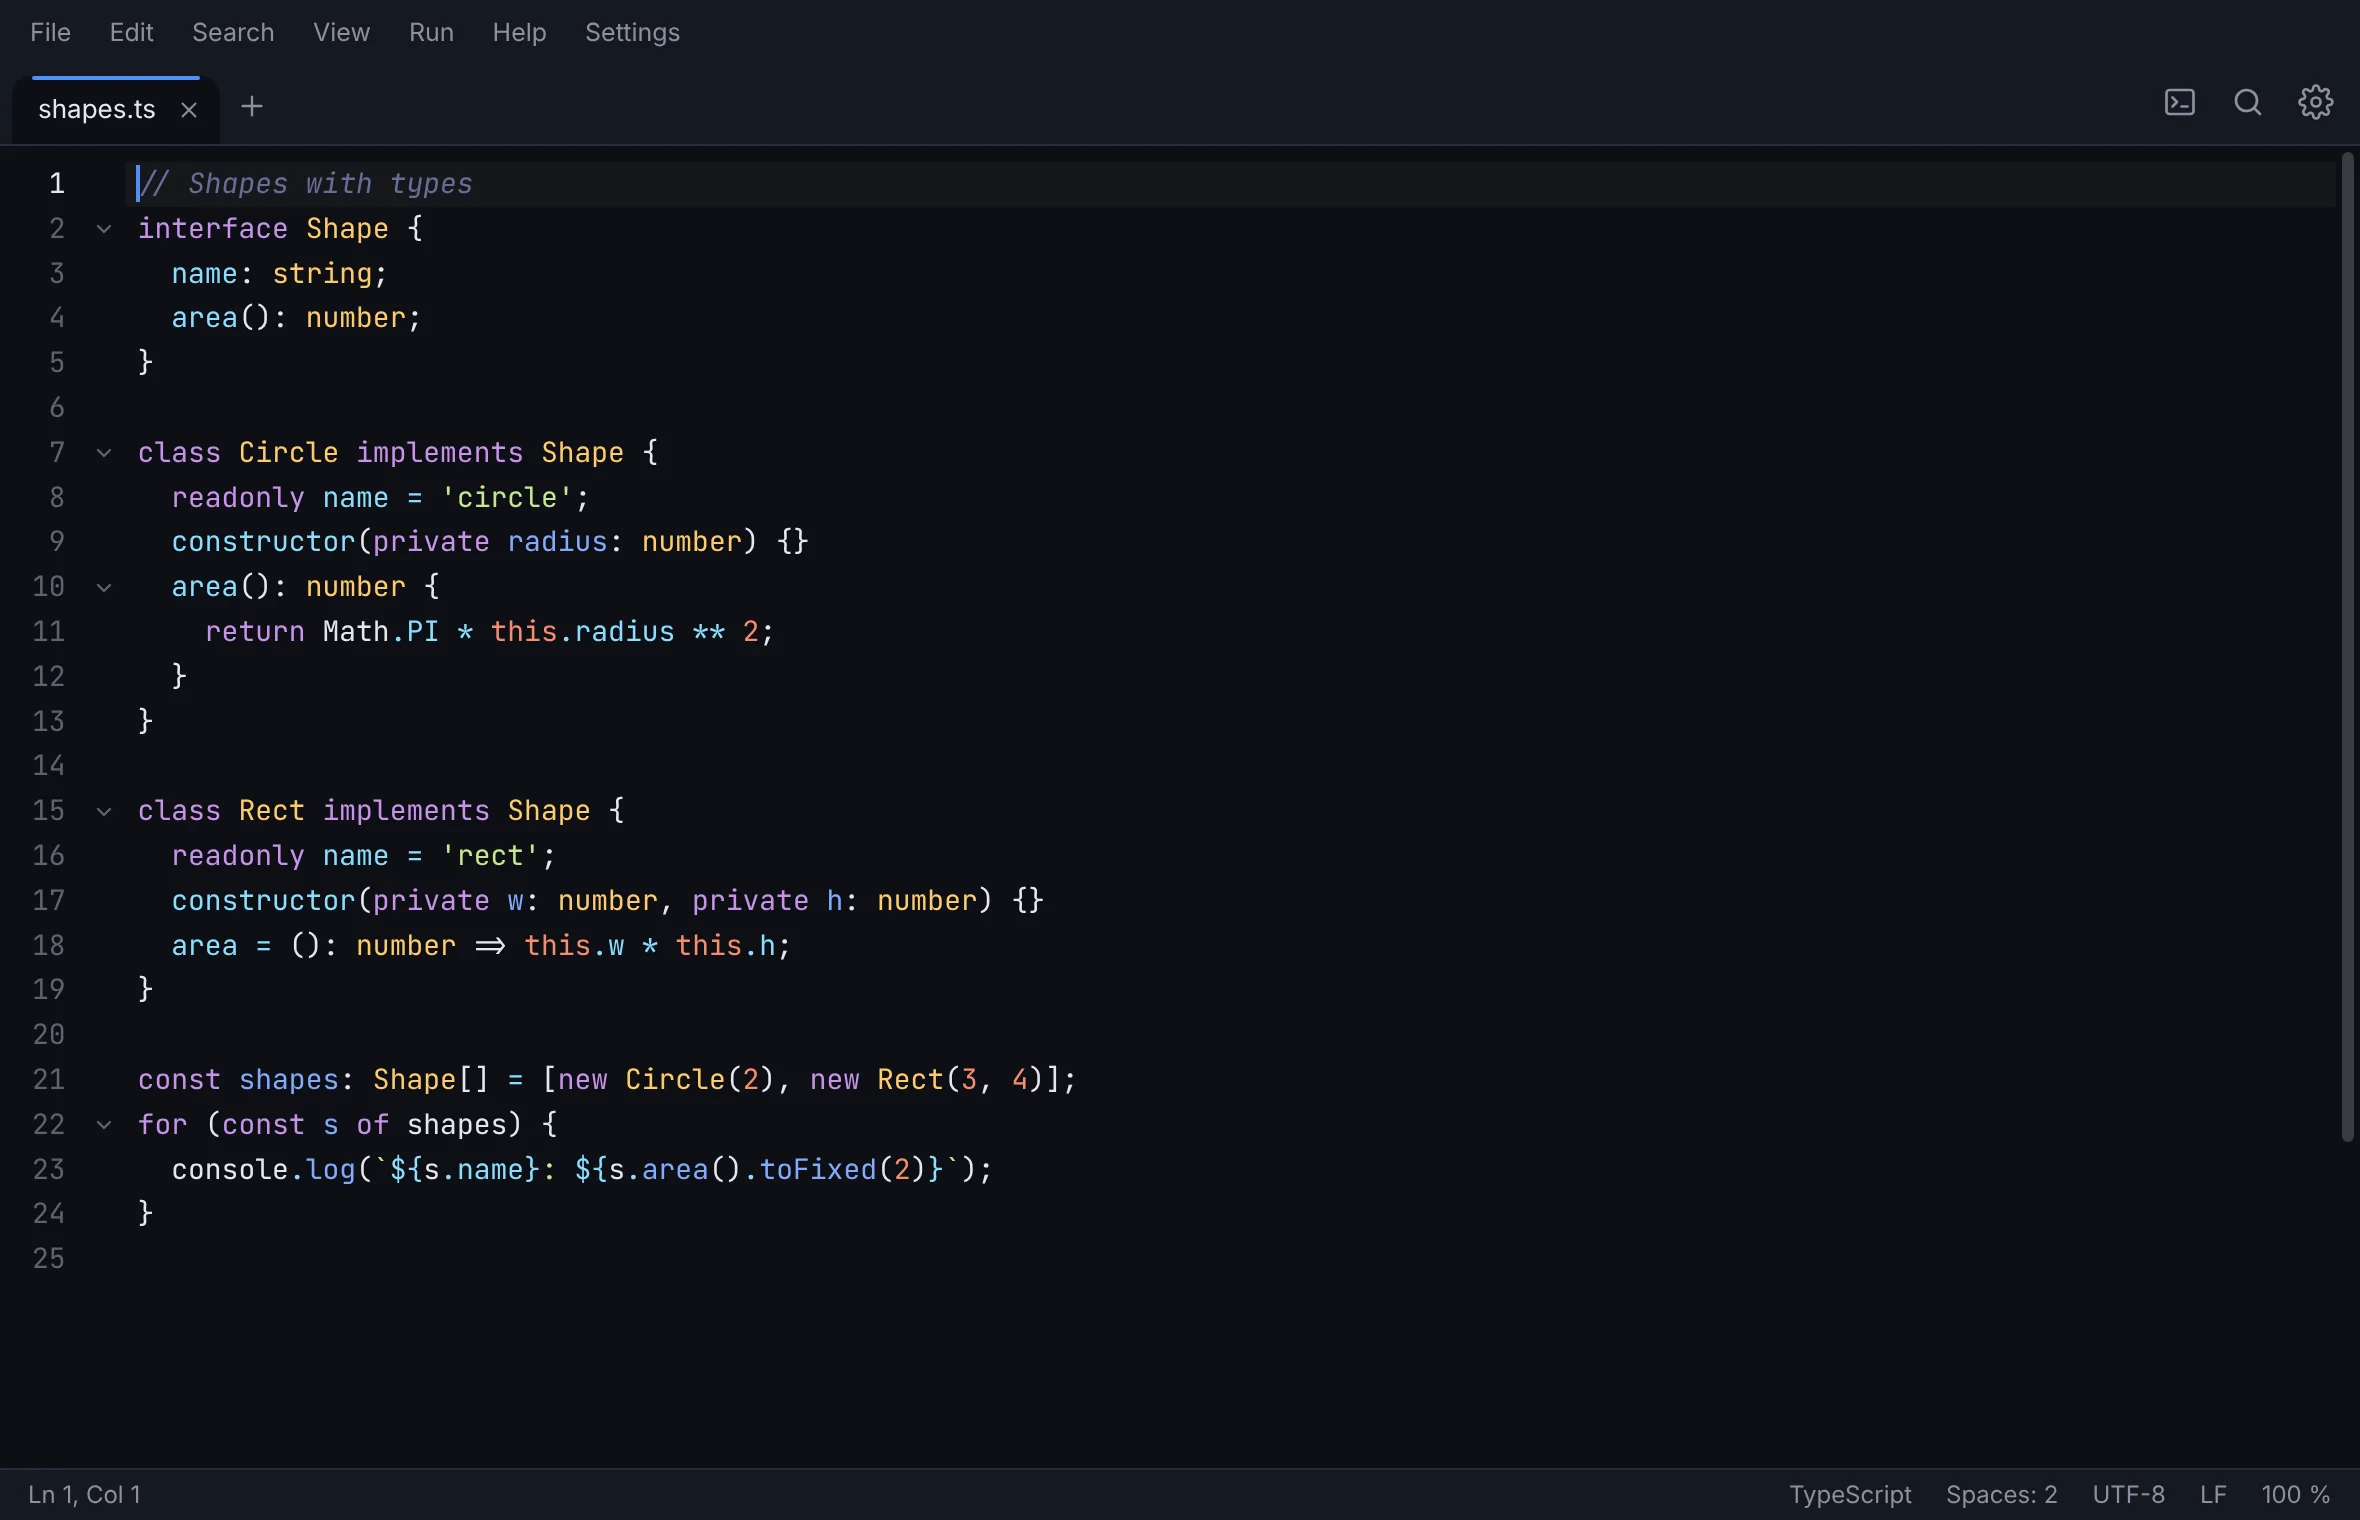 File Edit Search View Run Help Settings
shapes.ts
1 // Shapes with types
2 interface Shape {
3   name: string;
4   area(): number;
5 }
6
7 class Circle implements Shape {
8   readonly name = 'circle';
9   constructor(private radius: number) {}
10   area(): number {
11     return Math.PI * this.radius ** 2;
12   }
13 }
14
15 class Rect implements Shape {
16   readonly name = 'rect';
17   constructor(private w: number, private h: number) {}
18   area = (): number => this.w * this.h;
19 }
20
21 const shapes: Shape[] = [new Circle(2), new Rect(3, 4)];
22 for (const s of shapes) {
23   console.log(`${s.name}: ${s.area().toFixed(2)}`);
24 }
25
Ln 1, Col 1 TypeScript Spaces: 2 UTF-8 LF 100 %